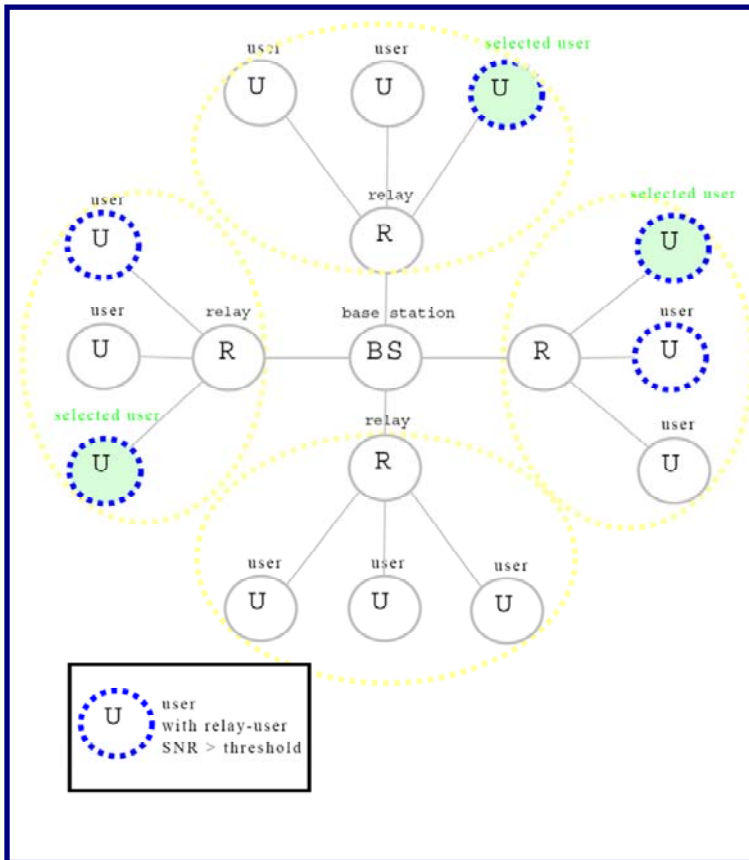 user
user
selected user
U
U
U
relay
R
user
U
selected user
U
user
U
relay
R
base station
BS
R
user
U
selected user
U
relay
R
user
U
user
U
user
U
user
U
U
user
with relay-user
SNR > threshold